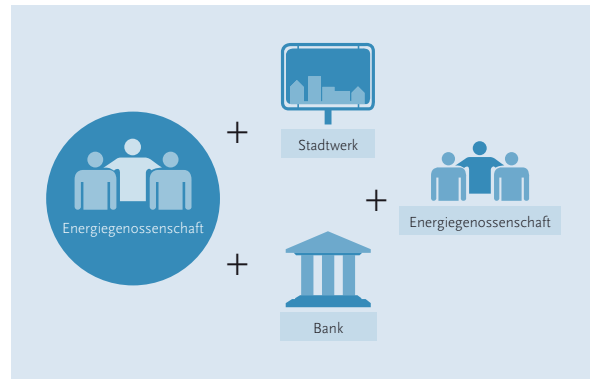 Energiegenossenschaft
+
Stadtwerk
+
Bank
+
Energiegenossenschaft